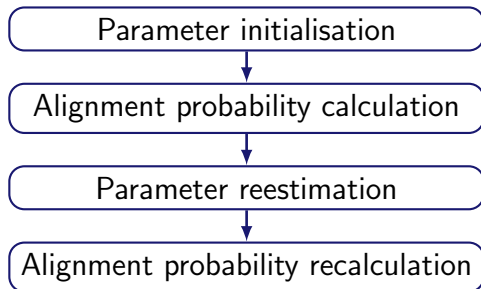 Parameter initialisation
Alignment probability calculation
Parameter reestimation
Alignment probability recalculation